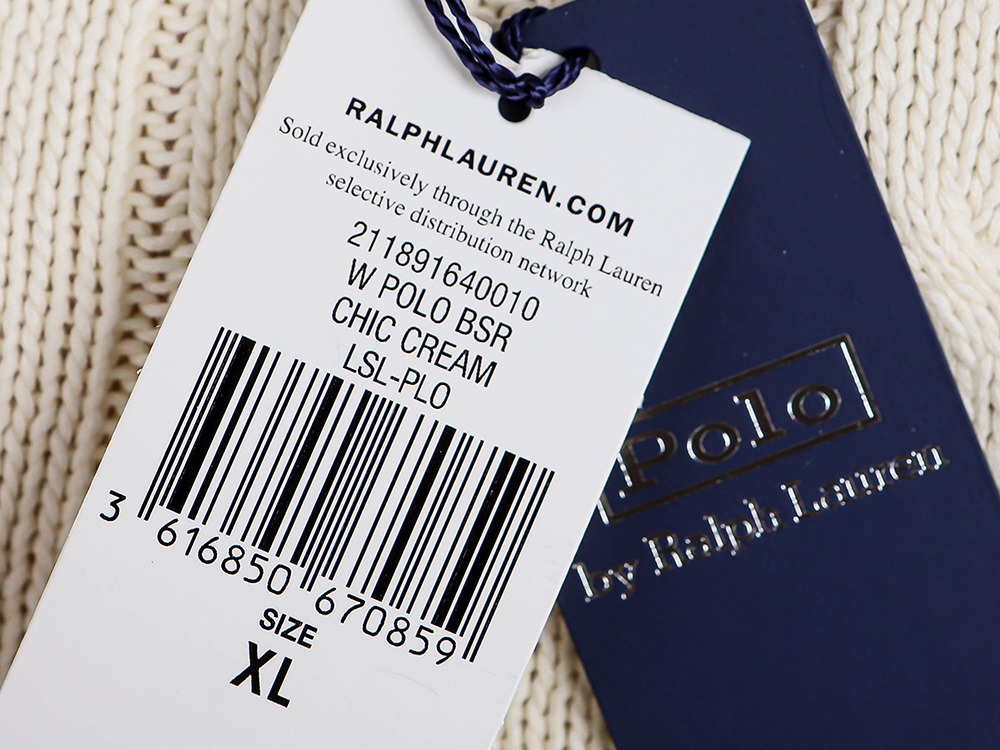 RALPHLAUREN.COM
Sold exclusively through the Ralph Lauren
selective distribution network
211891640010
W POLO BSR
CHIC CREAM
LSL-PLO
3 616850 670859
SIZE
XL
Polo
by Ralph Lauren